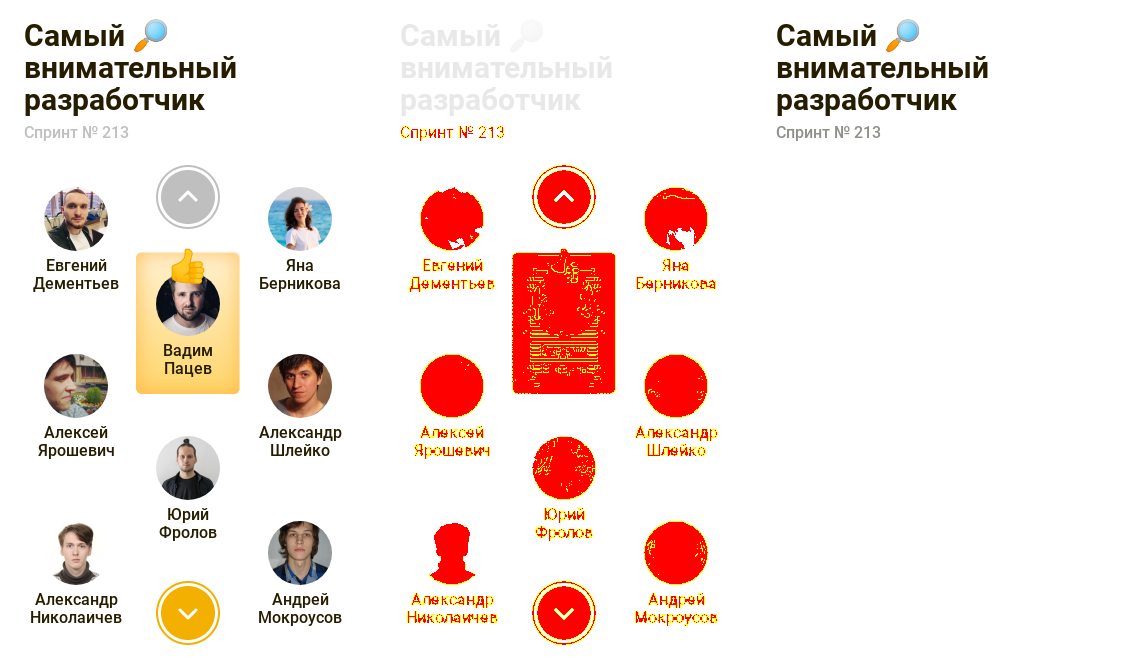 Самый 🔎
внимательный
разработчик
Спринт № 213
Евгений
Дементьев
Вадим
Пацев
Яна
Берникова
Алексей
Ярошевич
Юрий
Фролов
Александр
Шлейко
Александр
Николаичев
Андрей
Мокроусов
Самый 🔎
внимательный
разработчик
Спринт № 213
Евгений
Дементьев
Яна
Берникова
Алексей
Ярошевич
Юрий
Фролов
Александр
Шлейко
Александр
Николаичев
Андрей
Мокроусов
Самый 🔎
внимательный
разработчик
Спринт № 213